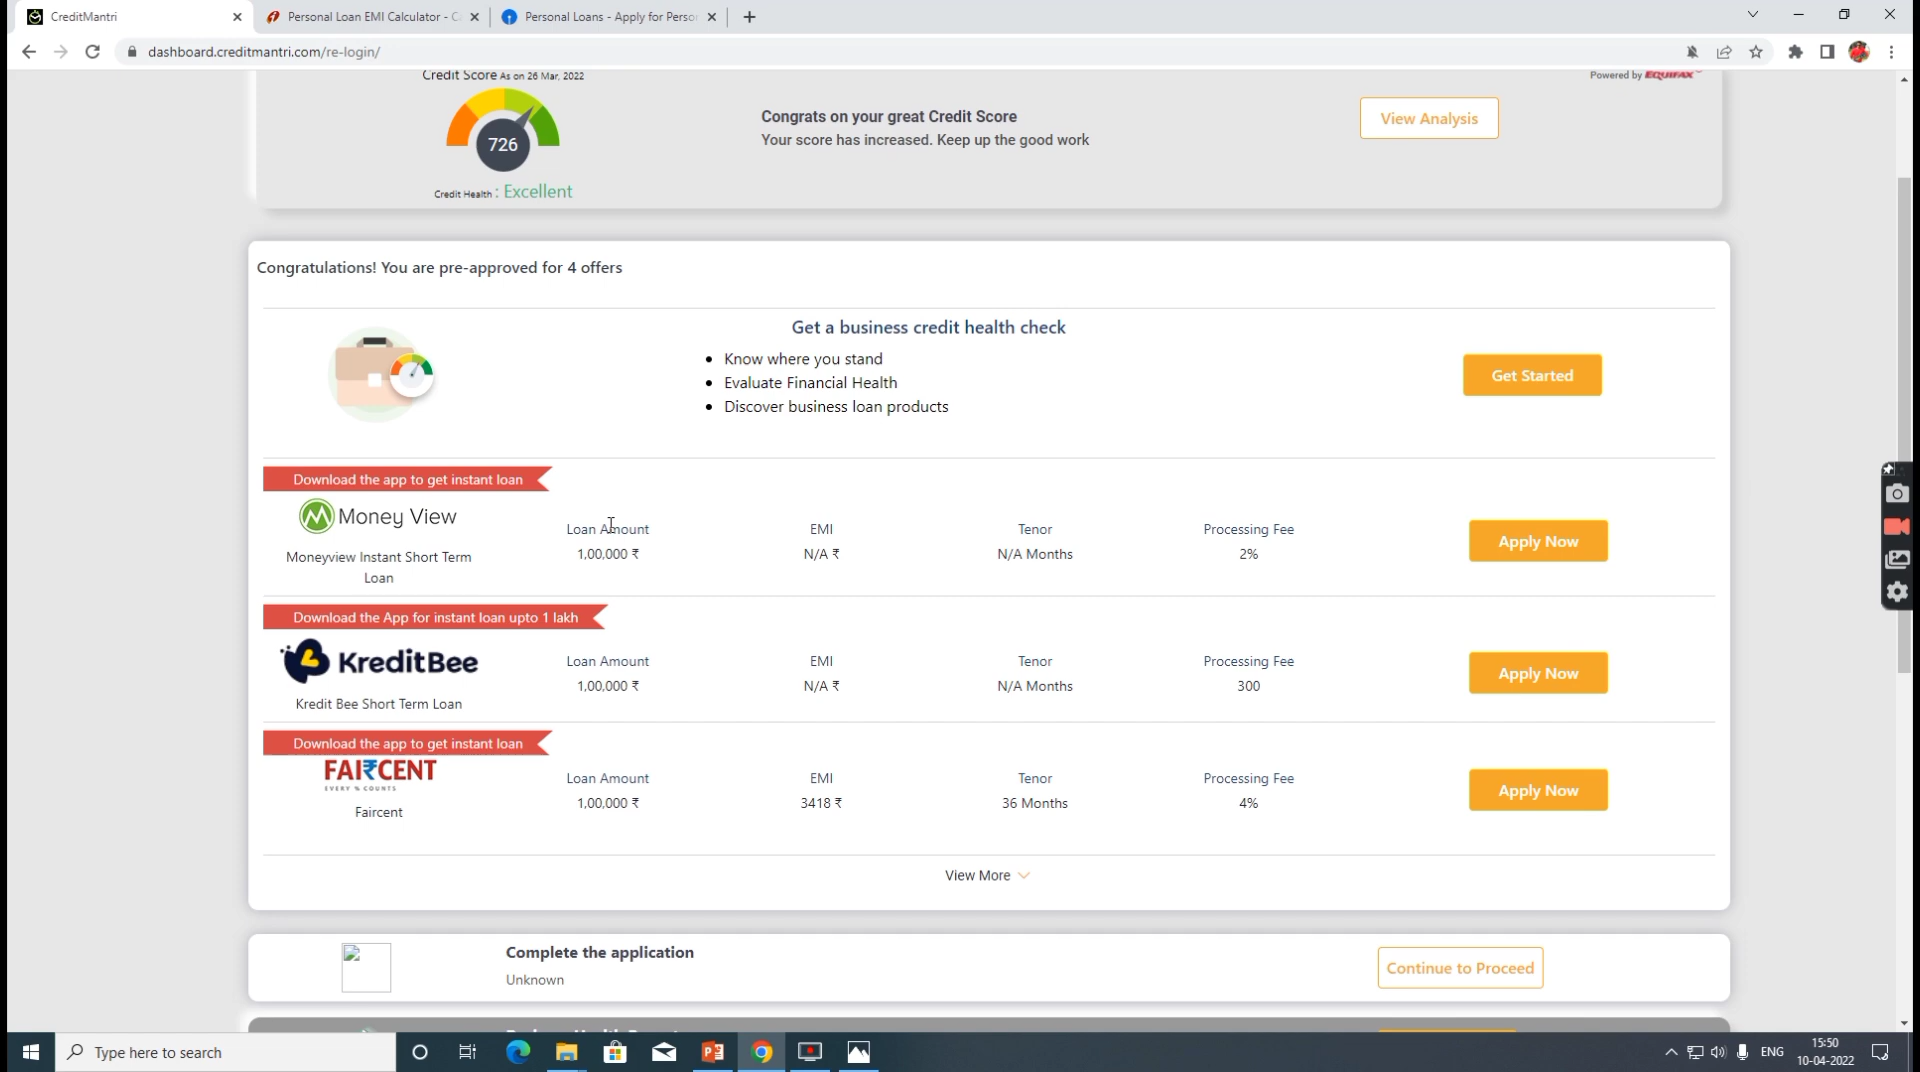 CreditMantri
Personal Loan EMI Calculator - C
Personal Loans - Apply for Perso
dashboard.creditmantri.com/re-login/
Credit Score As on 26 Mar, 2022
Powered by EQUIFAX
726
Credit Health : Excellent
Congrats on your great Credit Score
Your score has increased. Keep up the good work
View Analysis
Congratulations! You are pre-approved for 4 offers
Get a business credit health check
• Know where you stand
• Evaluate Financial Health
• Discover business loan products
Get Started
Download the app to get instant loan
Money View
Moneyview Instant Short Term
Loan
Loan Amount EMI Tenor Processing Fee
1,00,000 ₹ N/A ₹ N/A Months 2%
Apply Now
Download the App for instant loan upto 1 lakh
KreditBee
Kredit Bee Short Term Loan
Loan Amount EMI Tenor Processing Fee
1,00,000 ₹ N/A ₹ N/A Months 300
Apply Now
Download the app to get instant loan
FAIRCENT
EVERY % COUNTS
Faircent
Loan Amount EMI Tenor Processing Fee
1,00,000 ₹ 3418 ₹ 36 Months 4%
Apply Now
View More
Complete the application
Unknown
Continue to Proceed
Type here to search
ENG
15:50
10-04-2022